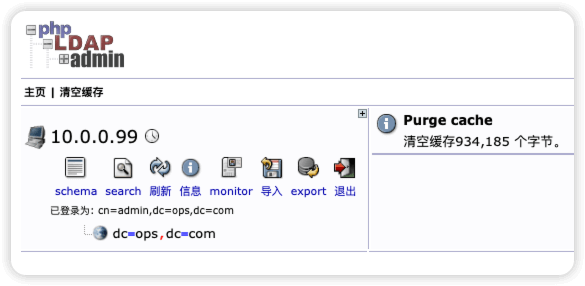 php
LDAP
admin
主页 | 清空缓存
10.0.0.99
schema search 刷新 信息 monitor 导入 export 退出
已登录为: cn=admin,dc=ops,dc=com
dc=ops,dc=com
Purge cache
清空缓存934,185 个字节。